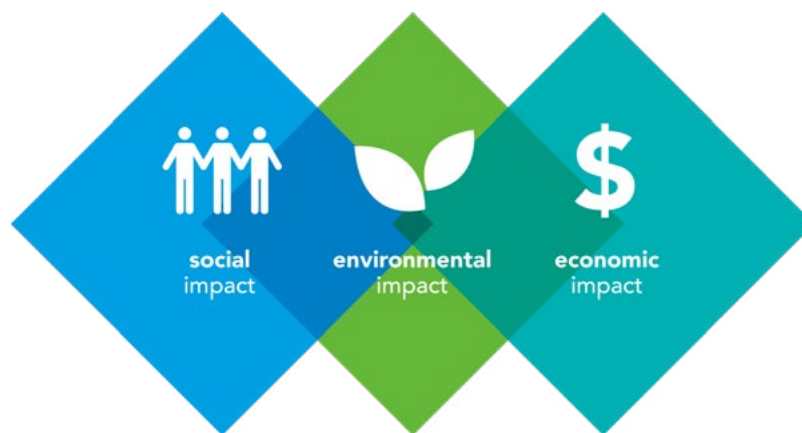 $
social
impact
environmental
impact
economic
impact